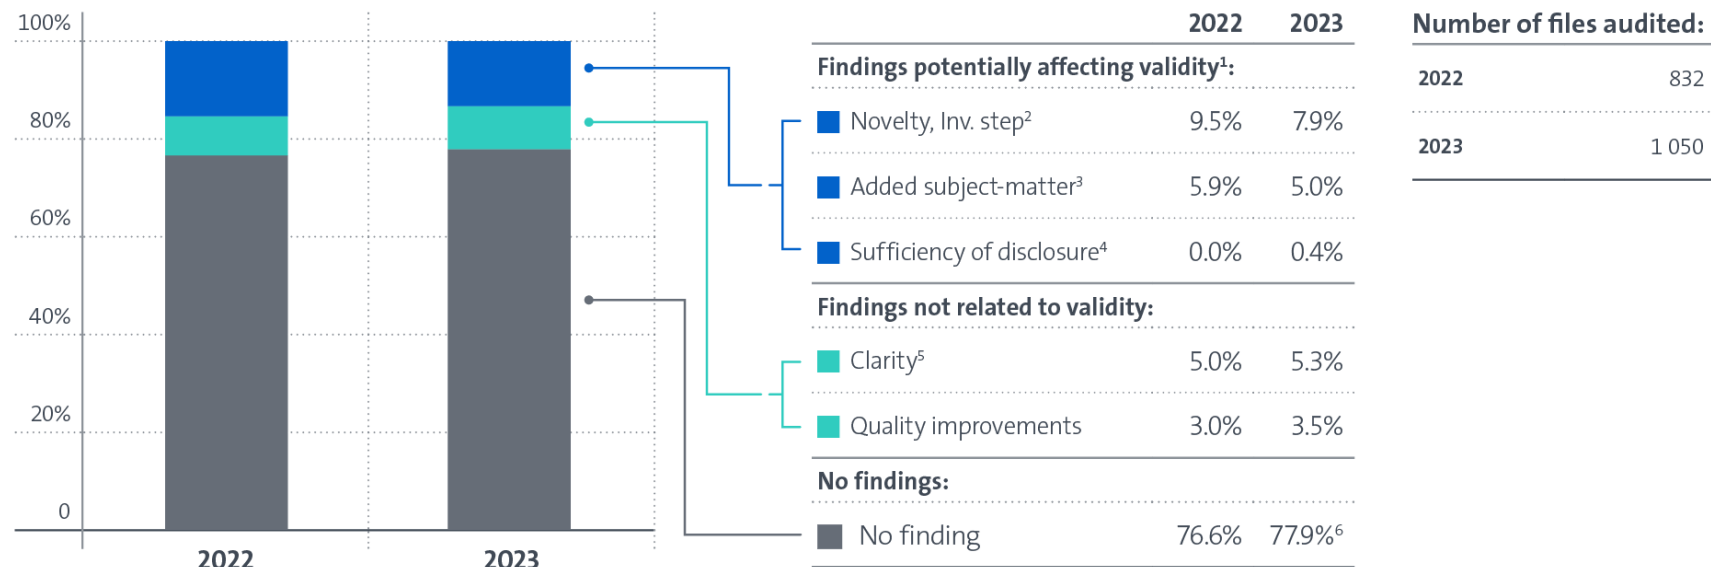 100%
80%
60%
40%
20%
0
2022 2023
2022 2023
Findings potentially affecting validity¹:
Novelty, Inv. step² 9.5% 7.9%
Added subject-matter³ 5.9% 5.0%
Sufficiency of disclosure⁴ 0.0% 0.4%
Findings not related to validity:
Clarity⁵ 5.0% 5.3%
Quality improvements 3.0% 3.5%
No findings:
No finding 76.6% 77.9%⁶
Number of files audited:
2022 832
2023 1 050